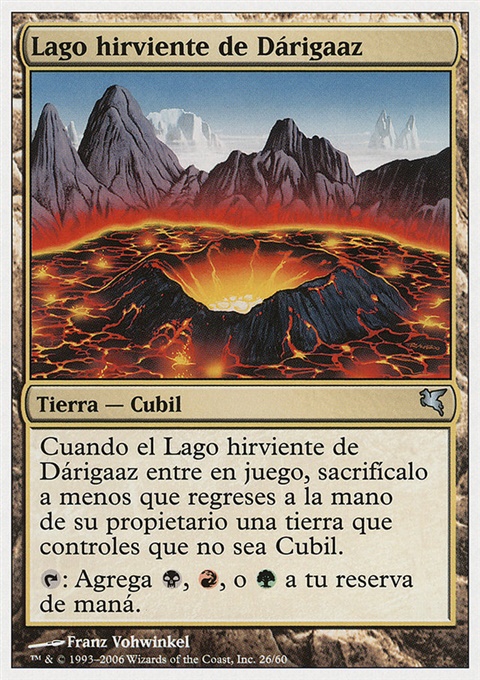 Lago hirviente de Dárigaaz
Tierra — Cubil
Cuando el Lago hirviente de
Dárigaaz entre en juego, sacrifícalo
a menos que regreses a la mano
de su propietario una tierra que
controles que no sea Cubil.
: Agrega , , o  a tu reserva
de maná.
Franz Vohwinkel
™ & © 1993–2006 Wizards of the Coast, Inc. 26/60